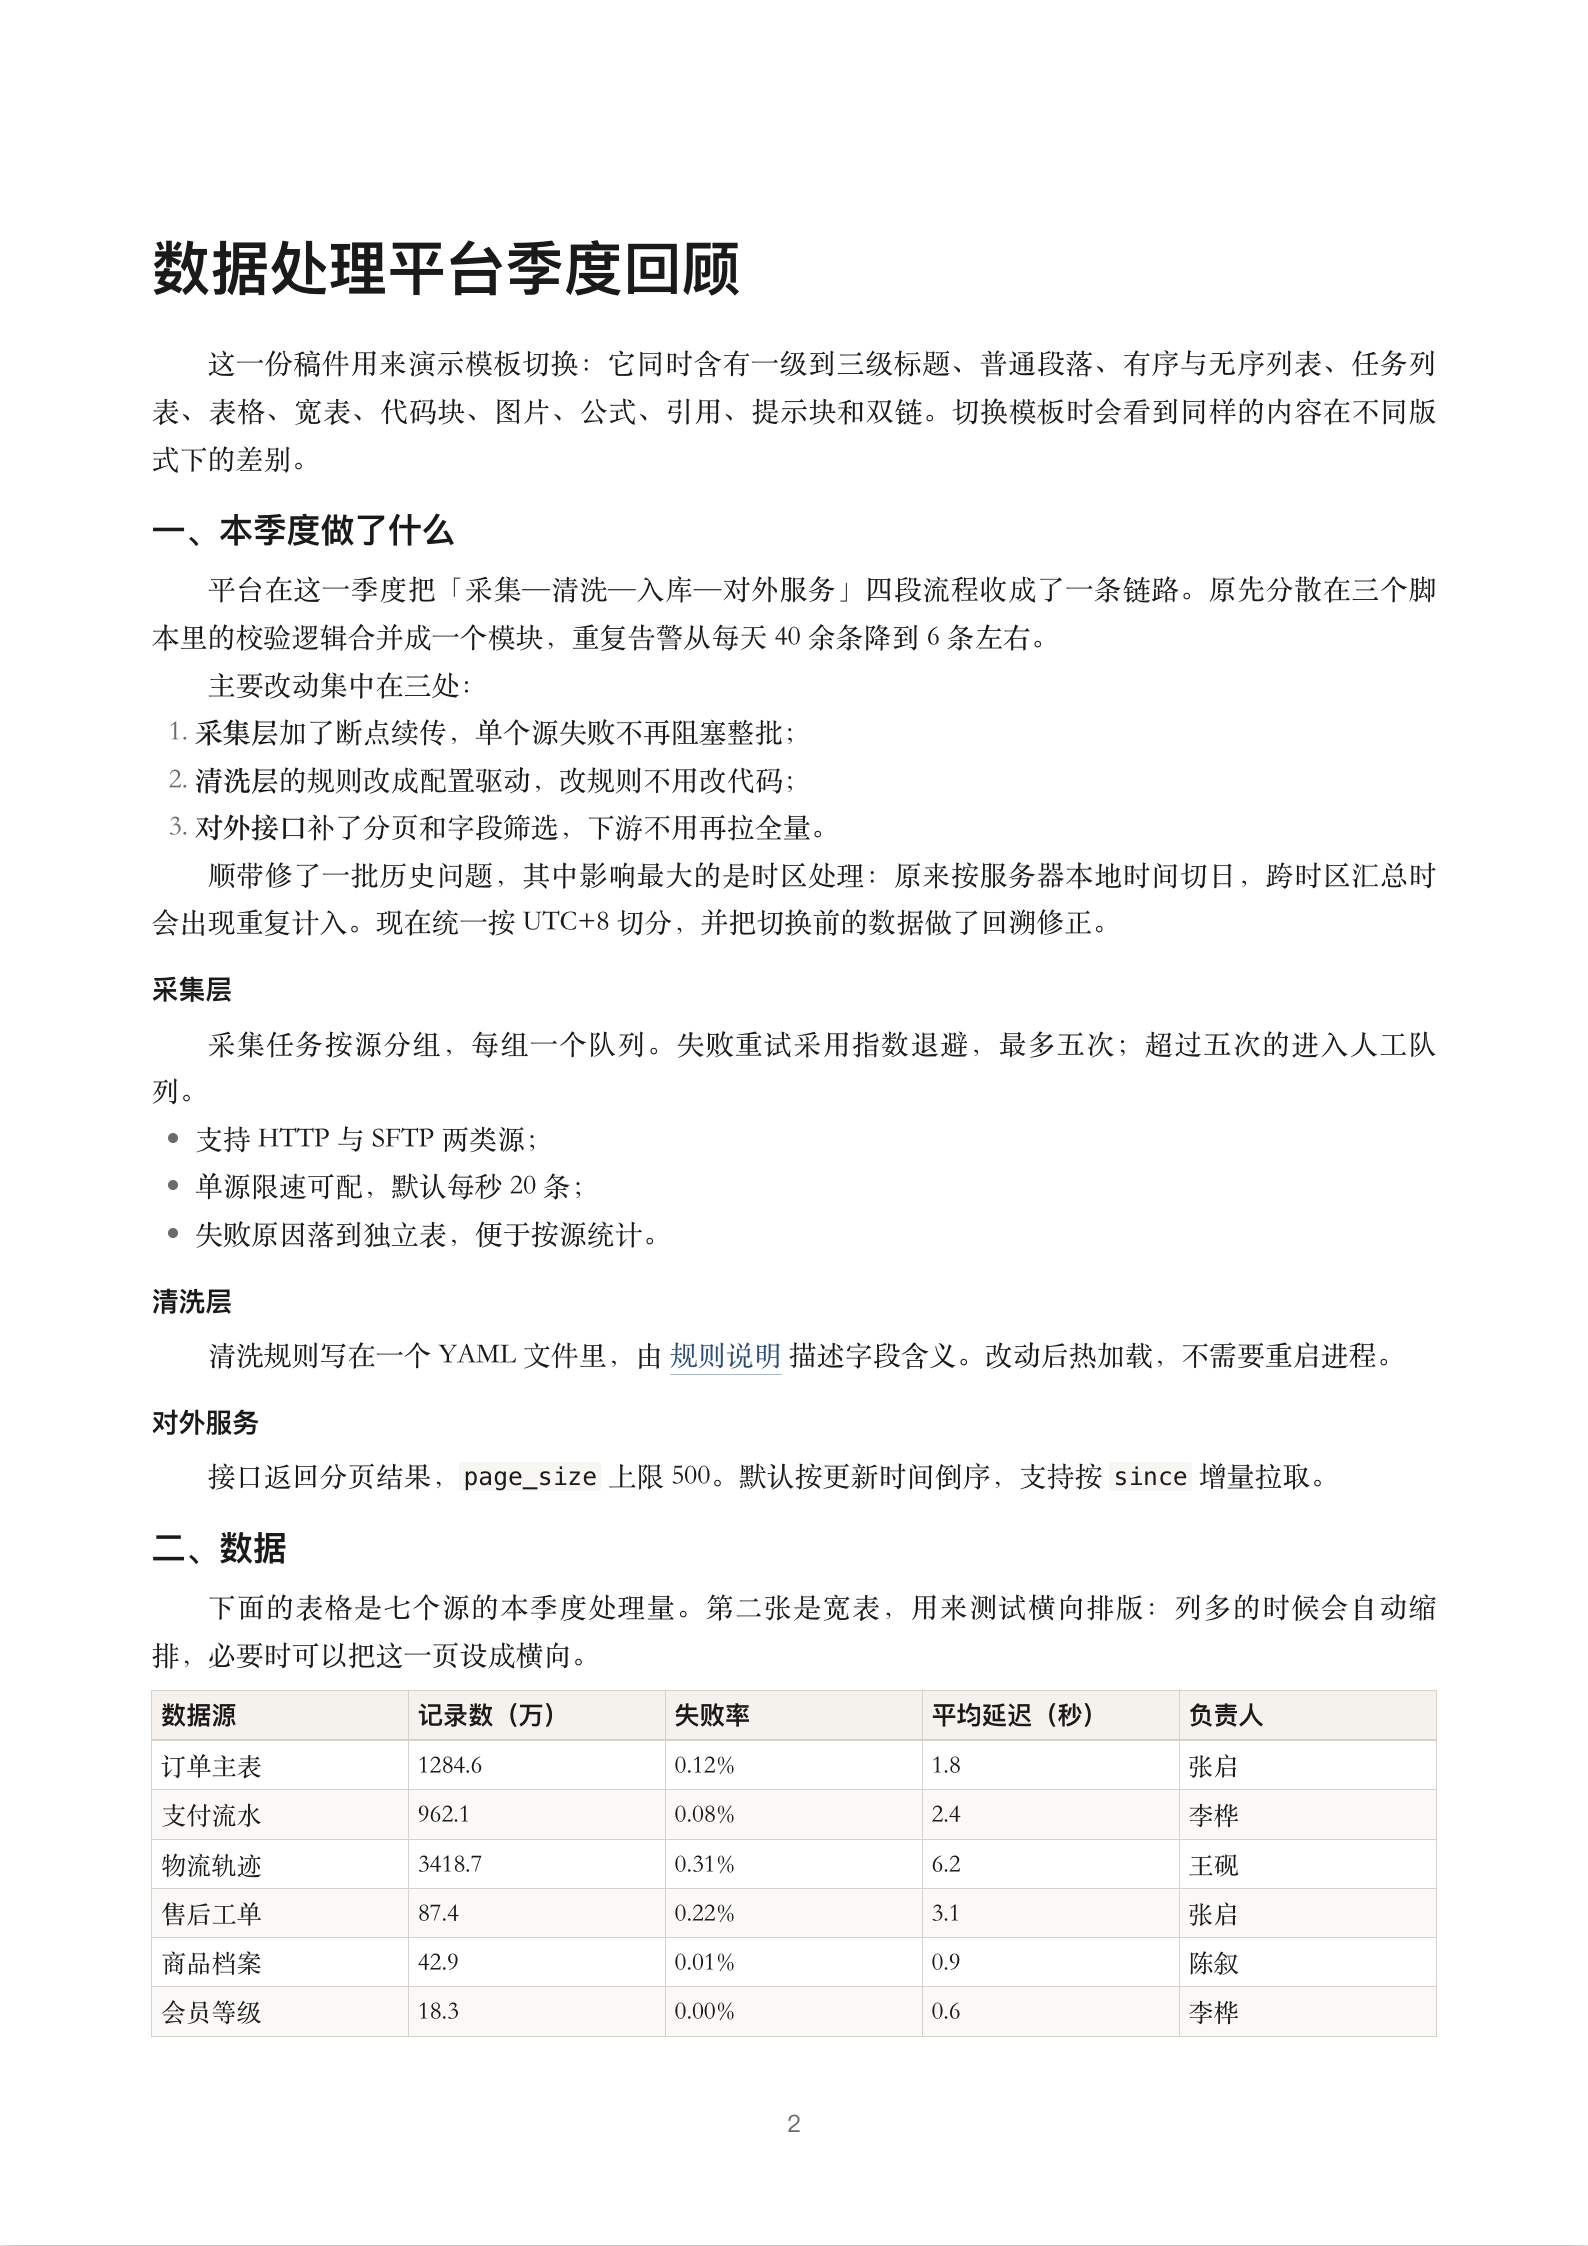 数据处理平台季度回顾
这一份稿件用来演示模板切换：它同时含有一级到三级标题、普通段落、有序与无序列表、任务列
表、表格、宽表、代码块、图片、公式、引用、提示块和双链。切换模板时会看到同样的内容在不同版
式下的差别。
一、本季度做了什么
平台在这一季度把「采集—清洗—入库—对外服务」四段流程收成了一条链路。原先分散在三个脚
本里的校验逻辑合并成一个模块，重复告警从每天 40 余条降到 6 条左右。
主要改动集中在三处：
1. 采集层加了断点续传，单个源失败不再阻塞整批；
2. 清洗层的规则改成配置驱动，改规则不用改代码；
3. 对外接口补了分页和字段筛选，下游不用再拉全量。
顺带修了一批历史问题，其中影响最大的是时区处理：原来按服务器本地时间切日，跨时区汇总时
会出现重复计入。现在统一按 UTC+8 切分，并把切换前的数据做了回溯修正。
采集层
采集任务按源分组，每组一个队列。失败重试采用指数退避，最多五次；超过五次的进入人工队
列。
• 支持 HTTP 与 SFTP 两类源；
• 单源限速可配，默认每秒 20 条；
• 失败原因落到独立表，便于按源统计。
清洗层
清洗规则写在一个 YAML 文件里，由 规则说明 描述字段含义。改动后热加载，不需要重启进程。
对外服务
接口返回分页结果，page_size 上限 500。默认按更新时间倒序，支持按 since 增量拉取。
二、数据
下面的表格是七个源的本季度处理量。第二张是宽表，用来测试横向排版：列多的时候会自动缩
排，必要时可以把这一页设成横向。
数据源 记录数（万） 失败率 平均延迟（秒） 负责人
订单主表 1284.6 0.12% 1.8 张启
支付流水 962.1 0.08% 2.4 李桦
物流轨迹 3418.7 0.31% 6.2 王砚
售后工单 87.4 0.22% 3.1 张启
商品档案 42.9 0.01% 0.9 陈叙
会员等级 18.3 0.00% 0.6 李桦
2